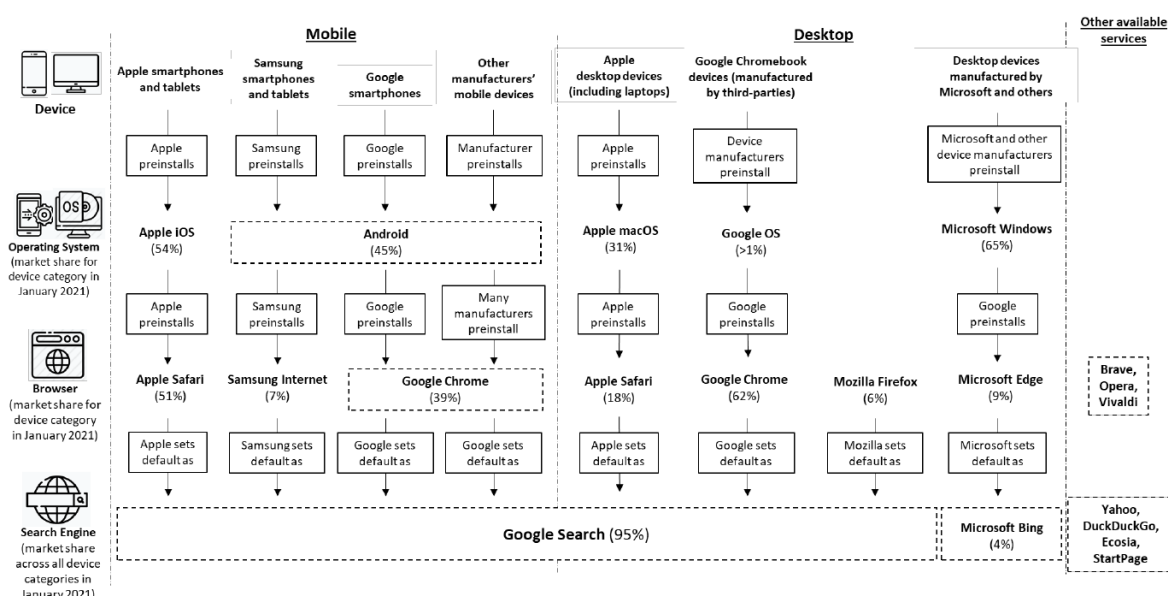 Mobile
Desktop
Other available
services
Device
Apple smartphones
and tablets
Samsung
smartphones
and tablets
Google
smartphones
Other
manufacturers'
mobile devices
Apple
desktop devices
(including laptops)
Google Chromebook
devices (manufactured
by third-parties)
Desktop devices
manufactured by
Microsoft and others
Apple
preinstalls
Samsung
preinstalls
Google
preinstalls
Manufacturer
preinstalls
Apple
preinstalls
Device
manufacturers
preinstall
Microsoft and other
device manufacturers
preinstall
OS
Operating System
(market share for
device category in
January 2021)
Apple iOS
(54%)
Android
(45%)
Apple macOS
(31%)
Google OS
(>1%)
Microsoft Windows
(65%)
Apple
preinstalls
Samsung
preinstalls
Google
preinstalls
Many
manufacturers
preinstall
Apple
preinstalls
Google
preinstalls
Google
preinstalls
Browser
(market share for
device category
in January 2021)
Apple Safari
(51%)
Samsung Internet
(7%)
Google Chrome
(39%)
Apple Safari
(18%)
Google Chrome
(62%)
Mozilla Firefox
(6%)
Microsoft Edge
(9%)
Brave,
Opera,
Vivaldi
Apple sets
default as
Samsung sets
default as
Google sets
default as
Google sets
default as
Apple sets
default as
Google sets
default as
Mozilla sets
default as
Microsoft sets
default as
Search Engine
(market share
across all device
categories in
January 2021)
Google Search (95%)
Microsoft Bing
(4%)
Yahoo,
DuckDuckGo,
Ecosia,
StartPage